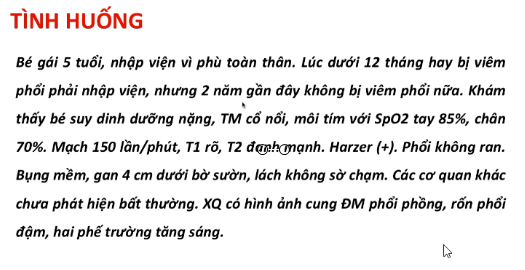 TÌNH HUỐNG
Bé gái 5 tuổi, nhập viện vì phù toàn thân. Lúc dưới 12 tháng hay bị viêm
phổi phải nhập viện, nhưng 2 năm gần đây không bị viêm phổi nữa. Khám
thấy bé suy dinh dưỡng nặng, TM cổ nổi, môi tím với SpO2 tay 85%, chân
70%. Mạch 150 lần/phút, T1 rõ, T2 đanh mạnh. Harzer (+). Phổi không ran.
Bụng mềm, gan 4 cm dưới bờ sườn, lách không sờ chạm. Các cơ quan khác
chưa phát hiện bất thường. XQ có hình ảnh cung ĐM phổi phồng, rốn phổi
đậm, hai phế trường tăng sáng.